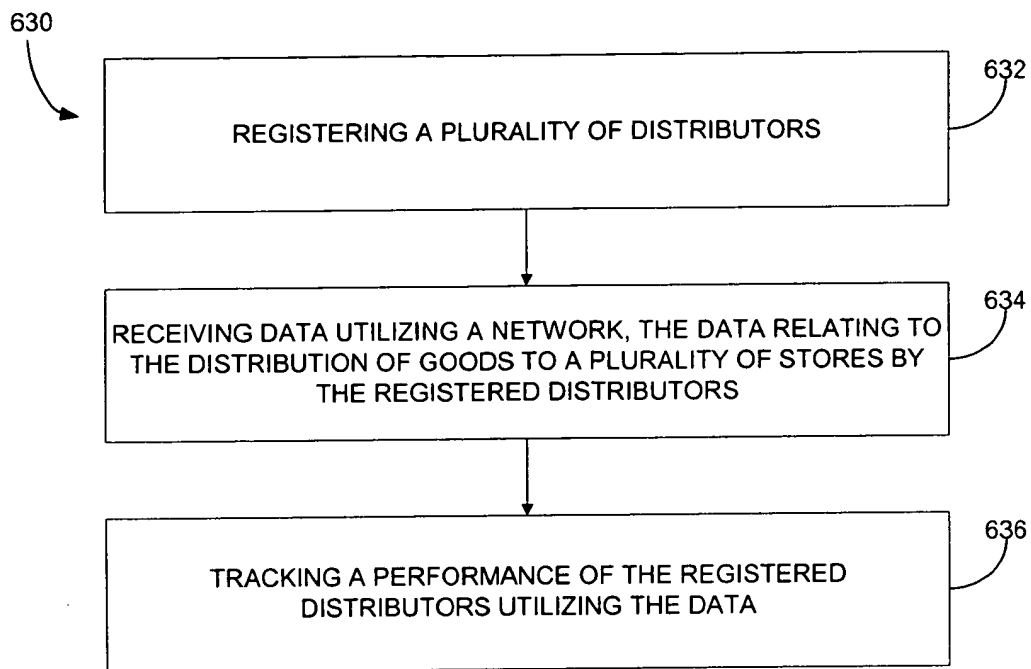 630
632
REGISTERING A PLURALITY OF DISTRIBUTORS
634
RECEIVING DATA UTILIZING A NETWORK, THE DATA RELATING TO
THE DISTRIBUTION OF GOODS TO A PLURALITY OF STORES BY
THE REGISTERED DISTRIBUTORS
636
TRACKING A PERFORMANCE OF THE REGISTERED
DISTRIBUTORS UTILIZING THE DATA